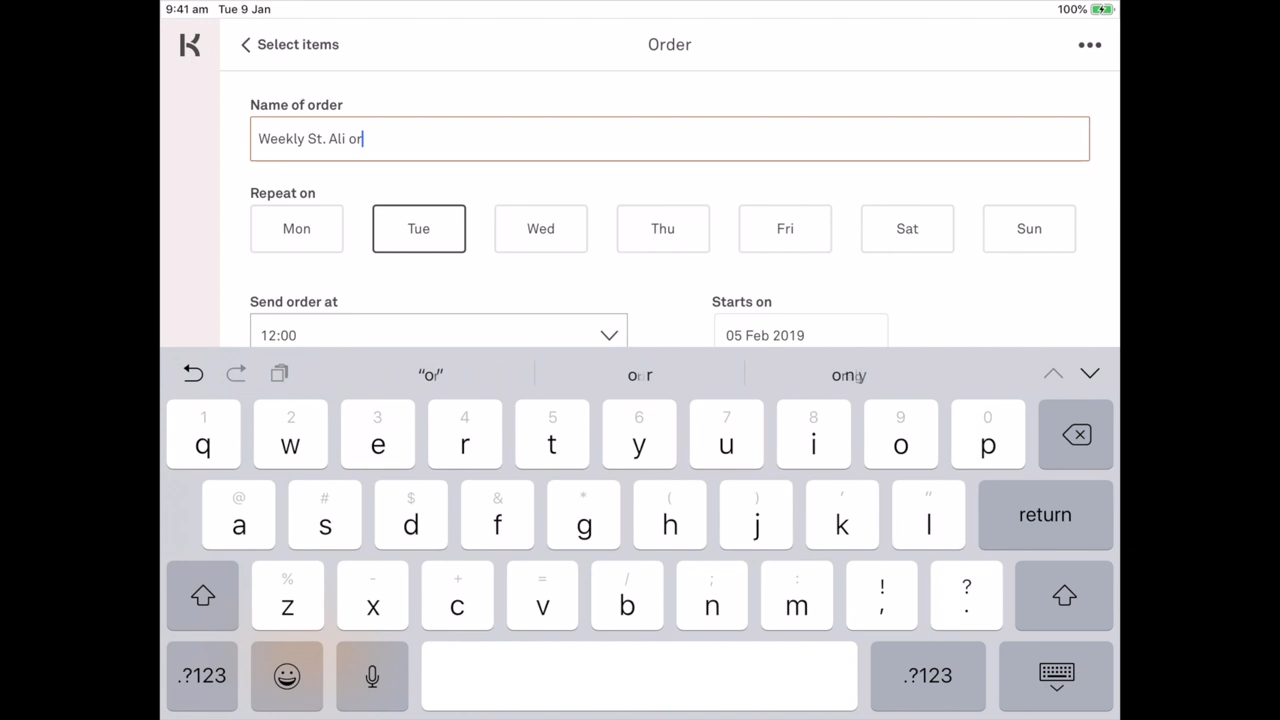 9:41 am Tue 9 Jan 100%
Select items Order •••
Name of order
Weekly St. Ali or
Repeat on
Mon Tue Wed Thu Fri Sat Sun
Send order at Starts on
12:00 05 Feb 2019
“or” or
1 2 3 4 5 6 7 8 9 0
q w e r t y u i o p
@ # $ & * ( ) ' "
a s d f g h j k l return
% - + = / ; : ! ?
z x c v b n m , .
.?123 .?123